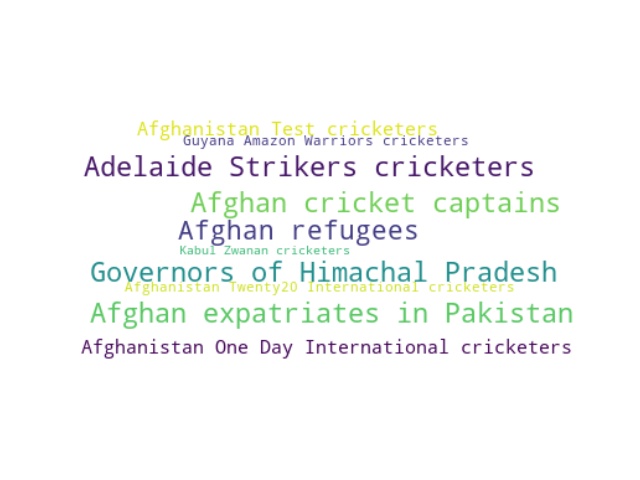 Afghanistan Test cricketers
Guyana Amazon Warriors cricketers
Adelaide Strikers cricketers
Afghan cricket captains
Afghan refugees
Kabul Zwanan cricketers
Governors of Himachal Pradesh
Afghanistan Twenty20 International cricketers
Afghan expatriates in Pakistan
Afghanistan One Day International cricketers